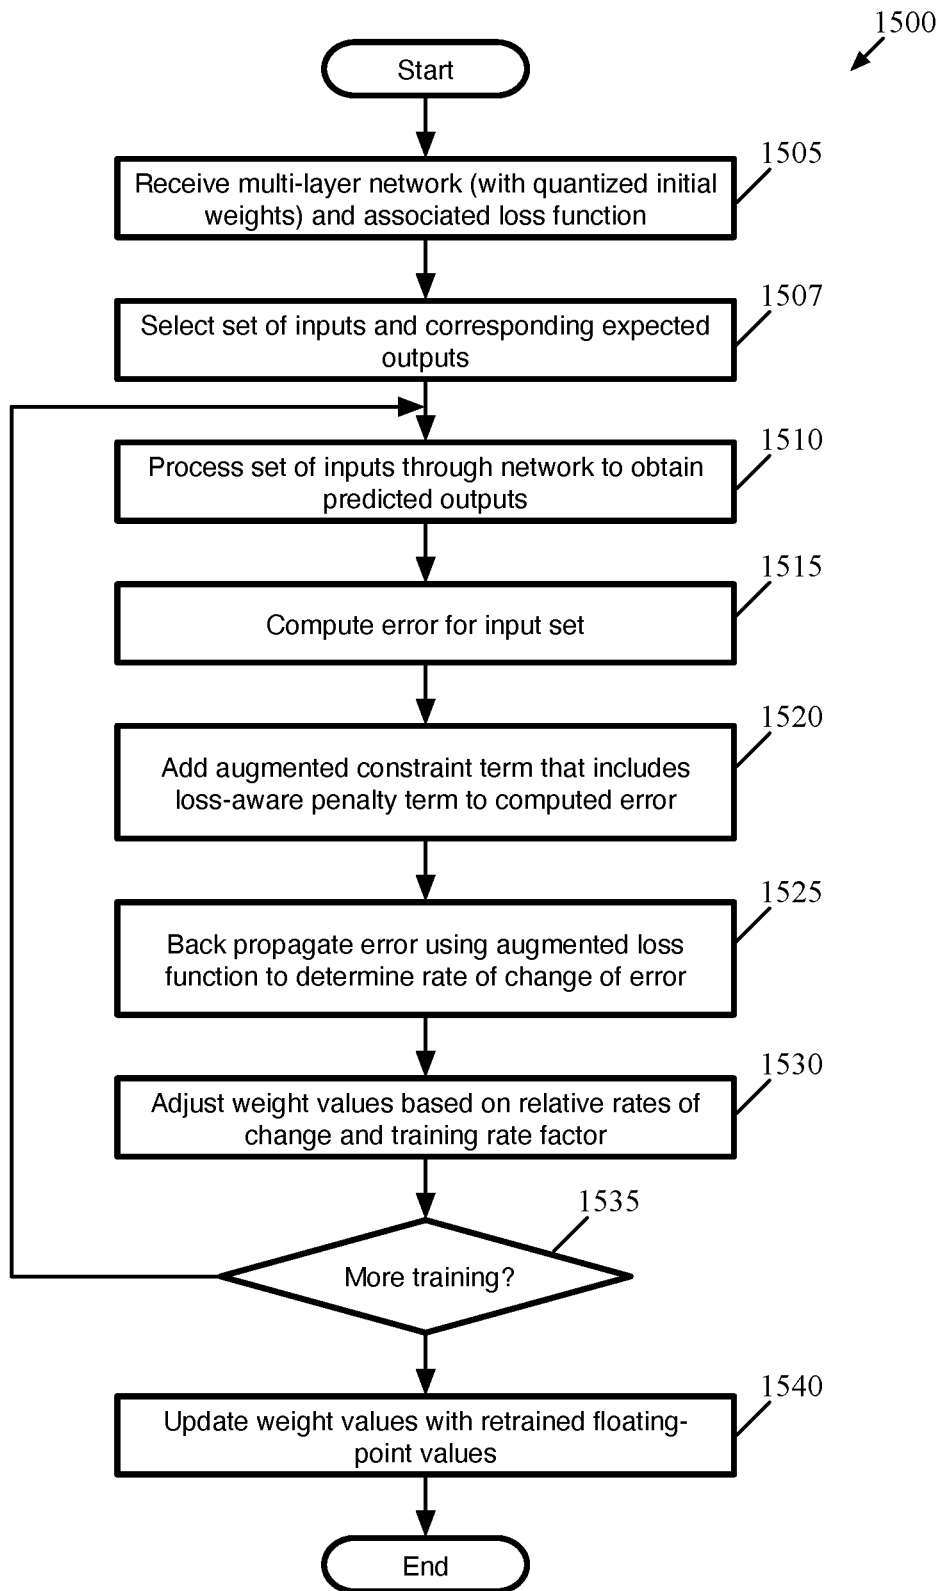 1500
Start
1505
Receive multi-layer network (with quantized initial
weights) and associated loss function
1507
Select set of inputs and corresponding expected
outputs
1510
Process set of inputs through network to obtain
predicted outputs
1515
Compute error for input set
1520
Add augmented constraint term that includes
loss-aware penalty term to computed error
1525
Back propagate error using augmented loss
function to determine rate of change of error
1530
Adjust weight values based on relative rates of
change and training rate factor
1535
More training?
1540
Update weight values with retrained floating-
point values
End